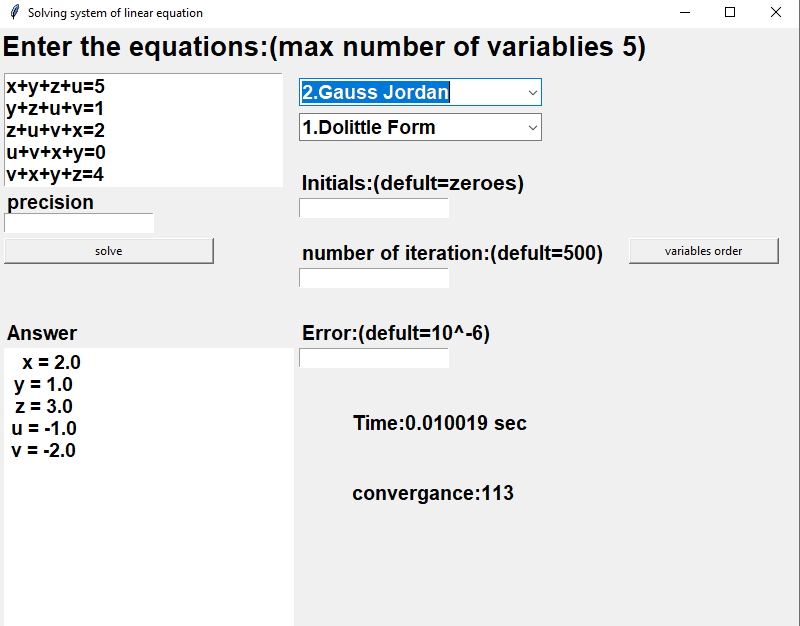 Solving system of linear equation
Enter the equations:(max number of variablies 5)
x+y+z+u=5
y+z+u+v=1
z+u+v+x=2
u+v+x+y=0
v+x+y+z=4
2.Gauss Jordan
1.Dolittle Form
precision
Initials:(defult=zeroes)
solve
number of iteration:(defult=500)
variables order
Answer
Error:(defult=10^-6)
x = 2.0
y = 1.0
z = 3.0
u = -1.0
v = -2.0
Time:0.010019 sec
convergance:113